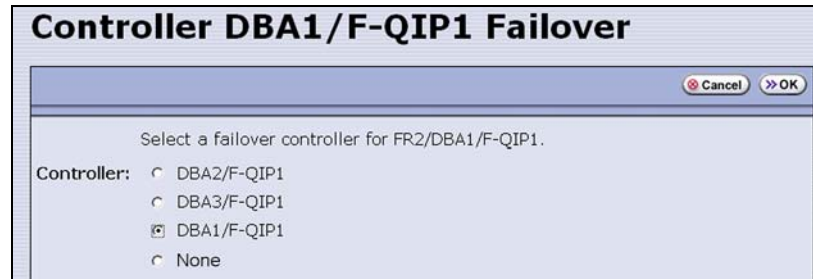 Controller DBA1/F-QIP1 Failover
Cancel OK
Select a failover controller for FR2/DBA1/F-QIP1.
Controller: DBA2/F-QIP1
DBA3/F-QIP1
DBA1/F-QIP1
None